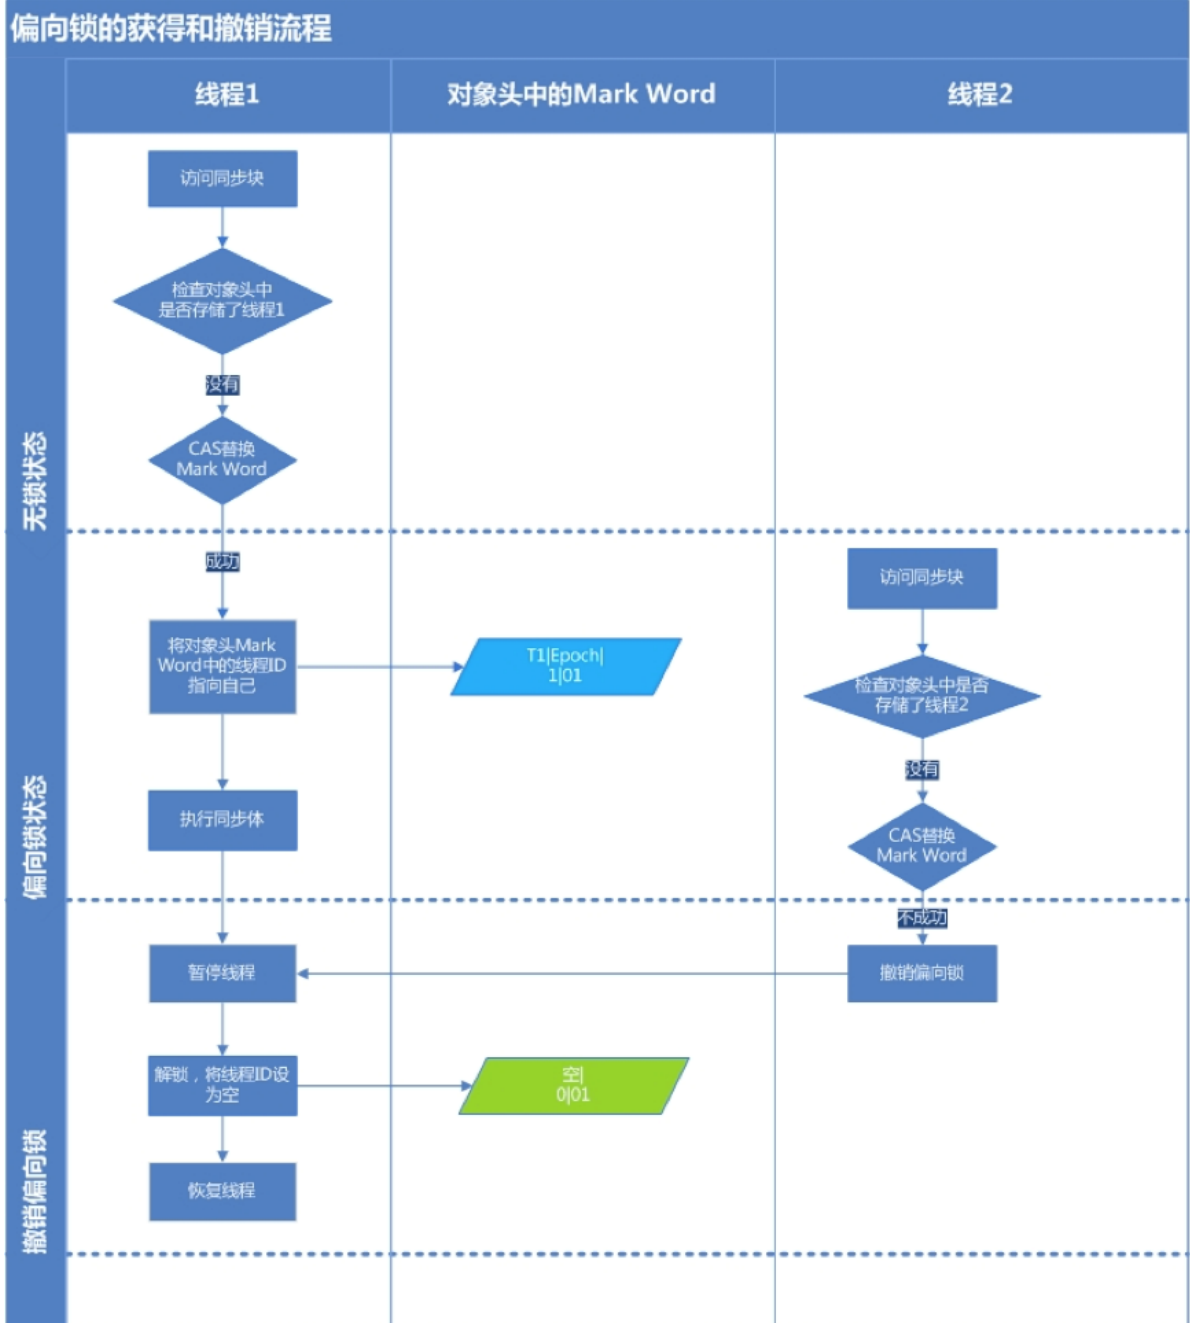 偏向锁的获得和撤销流程
线程1
对象头中的Mark Word
线程2
无锁状态
访问同步块
检查对象头中
是否存储了线程1
没有
CAS替换
Mark Word
偏向锁状态
成功
将对象头Mark
Word中的线程ID
指向自己
T1|Epoch|
1|01
执行同步体
访问同步块
检查对象头中是否
存储了线程2
没有
CAS替换
Mark Word
不成功
撤销偏向锁
撤销偏向锁
暂停线程
解锁，将线程ID设
为空
空|
0|01
恢复线程